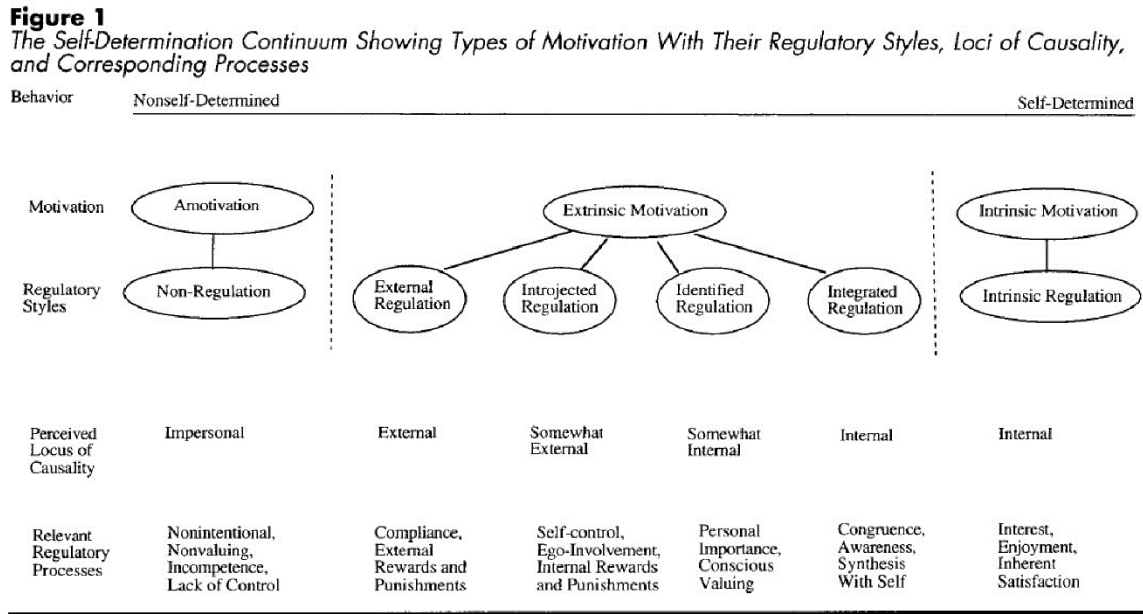 Figure 1
The Self-Determination Continuum Showing Types of Motivation With Their Regulatory Styles, Loci of Causality,
and Corresponding Processes
Behavior
Nonself-Determined
Self-Determined
Motivation
Amotivation
Extrinsic Motivation
Intrinsic Motivation
Regulatory
Styles
Non-Regulation
External
Regulation
Introjected
Regulation
Identified
Regulation
Integrated
Regulation
Intrinsic Regulation
Perceived
Locus of
Causality
Impersonal
External
Somewhat
External
Somewhat
Internal
Internal
Internal
Relevant
Regulatory
Processes
Nonintentional,
Nonvaluing,
Incompetence,
Lack of Control
Compliance,
External
Rewards and
Punishments
Self-control,
Ego-Involvement,
Internal Rewards
and Punishments
Personal
Importance,
Conscious
Valuing
Congruence,
Awareness,
Synthesis
With Self
Interest,
Enjoyment,
Inherent
Satisfaction